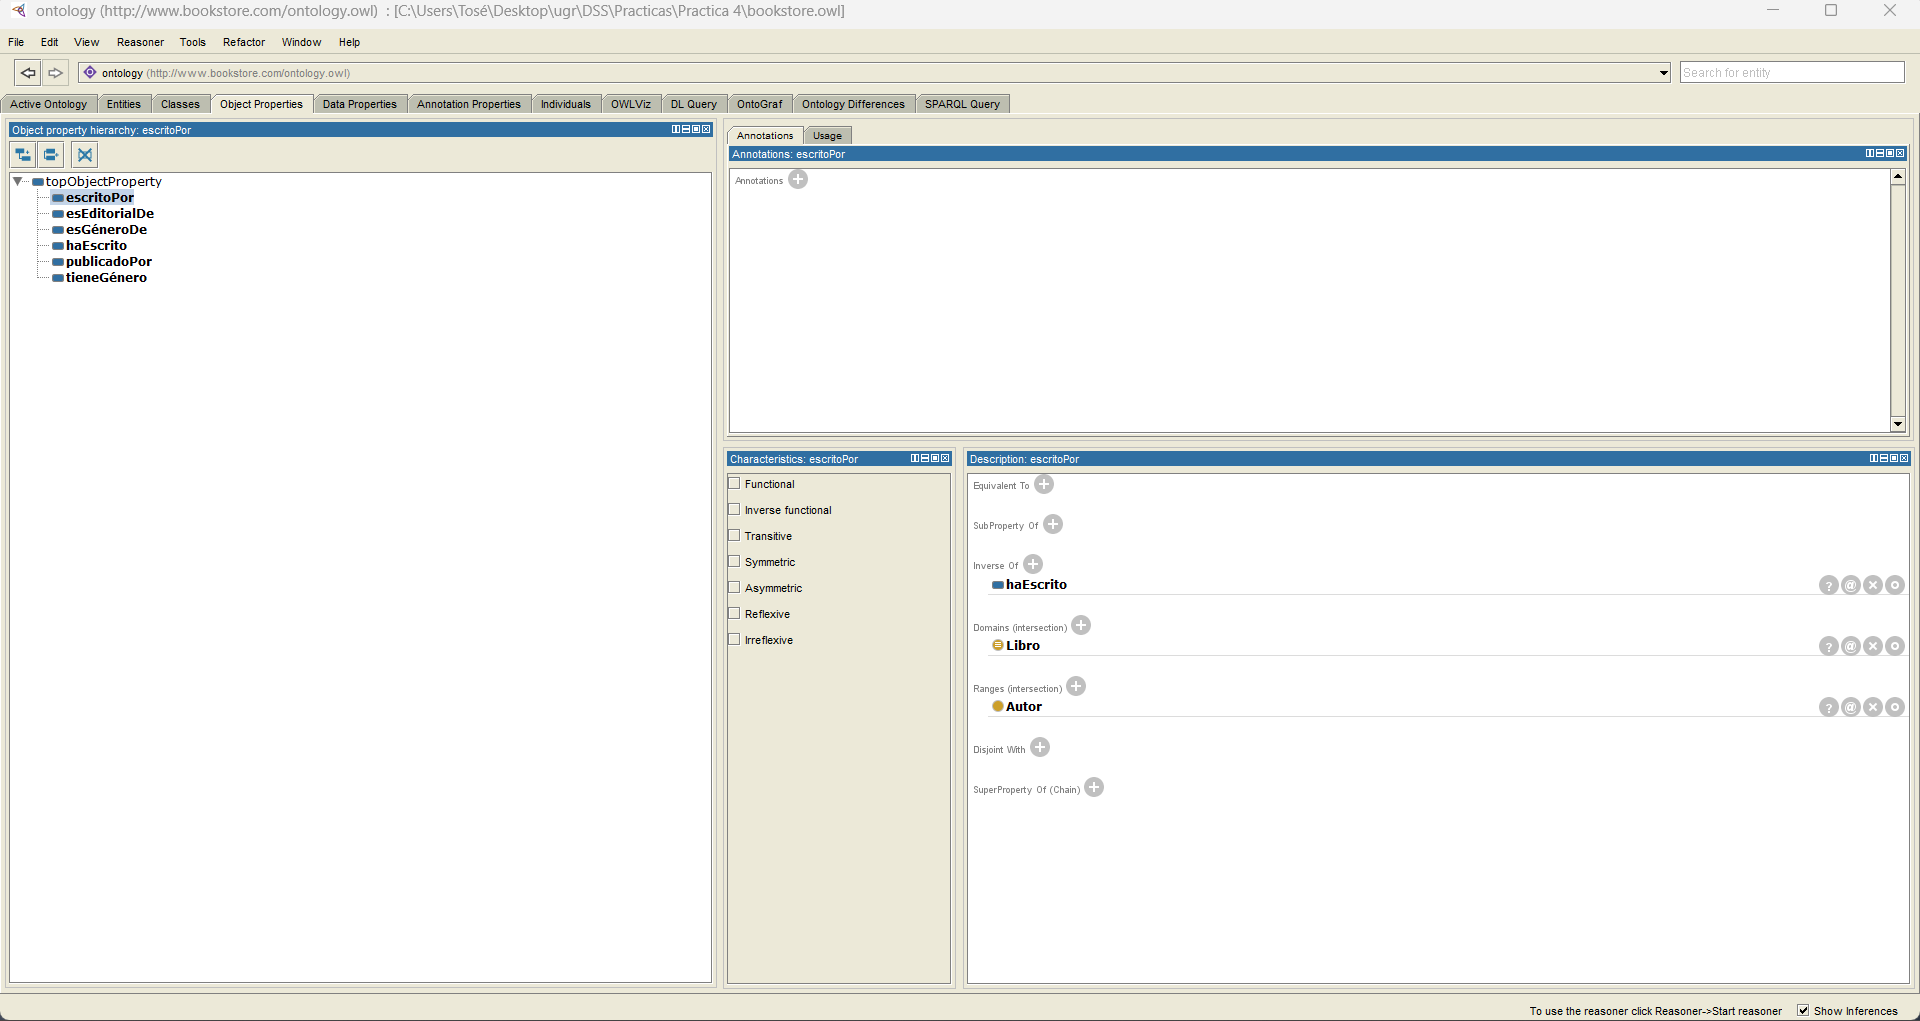 ontology (http://www.bookstore.com/ontology.owl)  : [C:\Users\Tosé\Desktop\ugr\DSS\Practicas\Practica 4\bookstore.owl]
File Edit View Reasoner Tools Refactor Window Help
ontology (http://www.bookstore.com/ontology.owl)
Search for entity
Active Ontology Entities Classes Object Properties Data Properties Annotation Properties Individuals OWLViz DL Query OntoGraf Ontology Differences SPARQL Query
Object property hierarchy: escritoPor
topObjectProperty
escritoPor
esEditorialDe
esGéneroDe
haEscrito
publicadoPor
tieneGénero
Annotations Usage
Annotations: escritoPor
Annotations
Characteristics: escritoPor
Functional
Inverse functional
Transitive
Symmetric
Asymmetric
Reflexive
Irreflexive
Description: escritoPor
Equivalent To
SubProperty Of
Inverse Of
haEscrito
Domains (intersection)
Libro
Ranges (intersection)
Autor
Disjoint With
SuperProperty Of (Chain)
To use the reasoner click Reasoner->Start reasoner Show Inferences